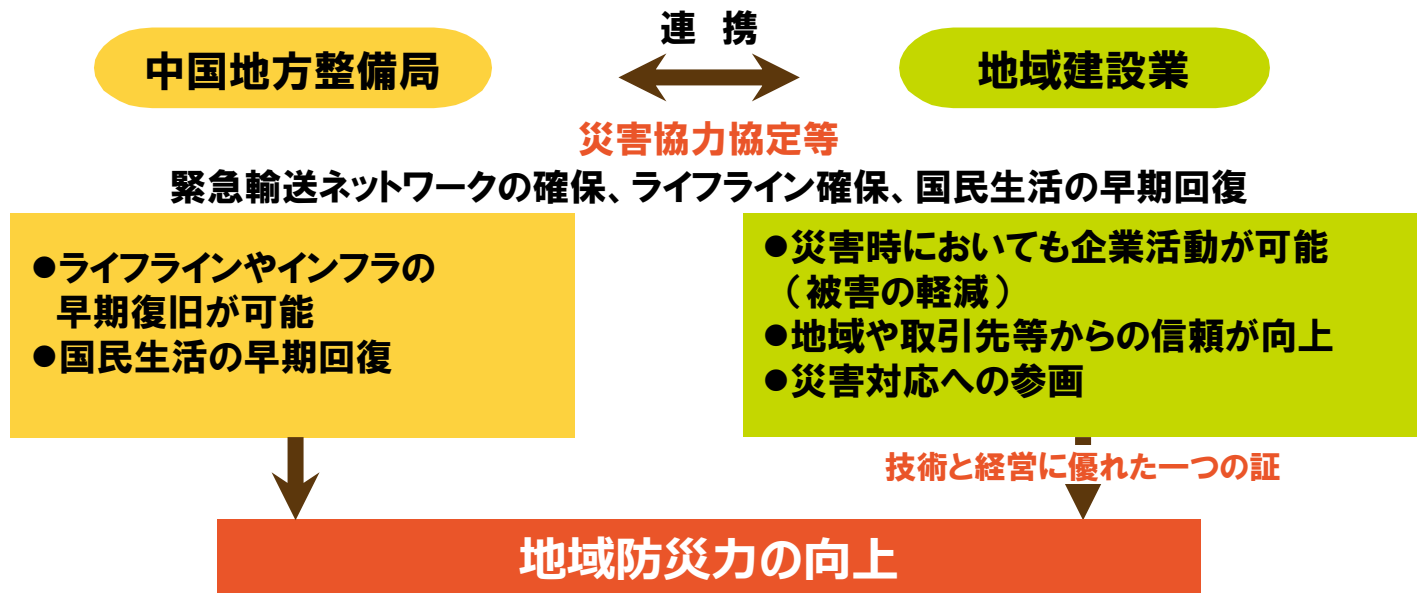 連 携
中国地方整備局
地域建設業
災害協力協定等
緊急輸送ネットワークの確保、ライフライン確保、国民生活の早期回復
●ライフラインやインフラの
早期復旧が可能
●国民生活の早期回復
●災害時においても企業活動が可能
（被害の軽減）
●地域や取引先等からの信頼が向上
●災害対応への参画
技術と経営に優れた一つの証
地域防災力の向上